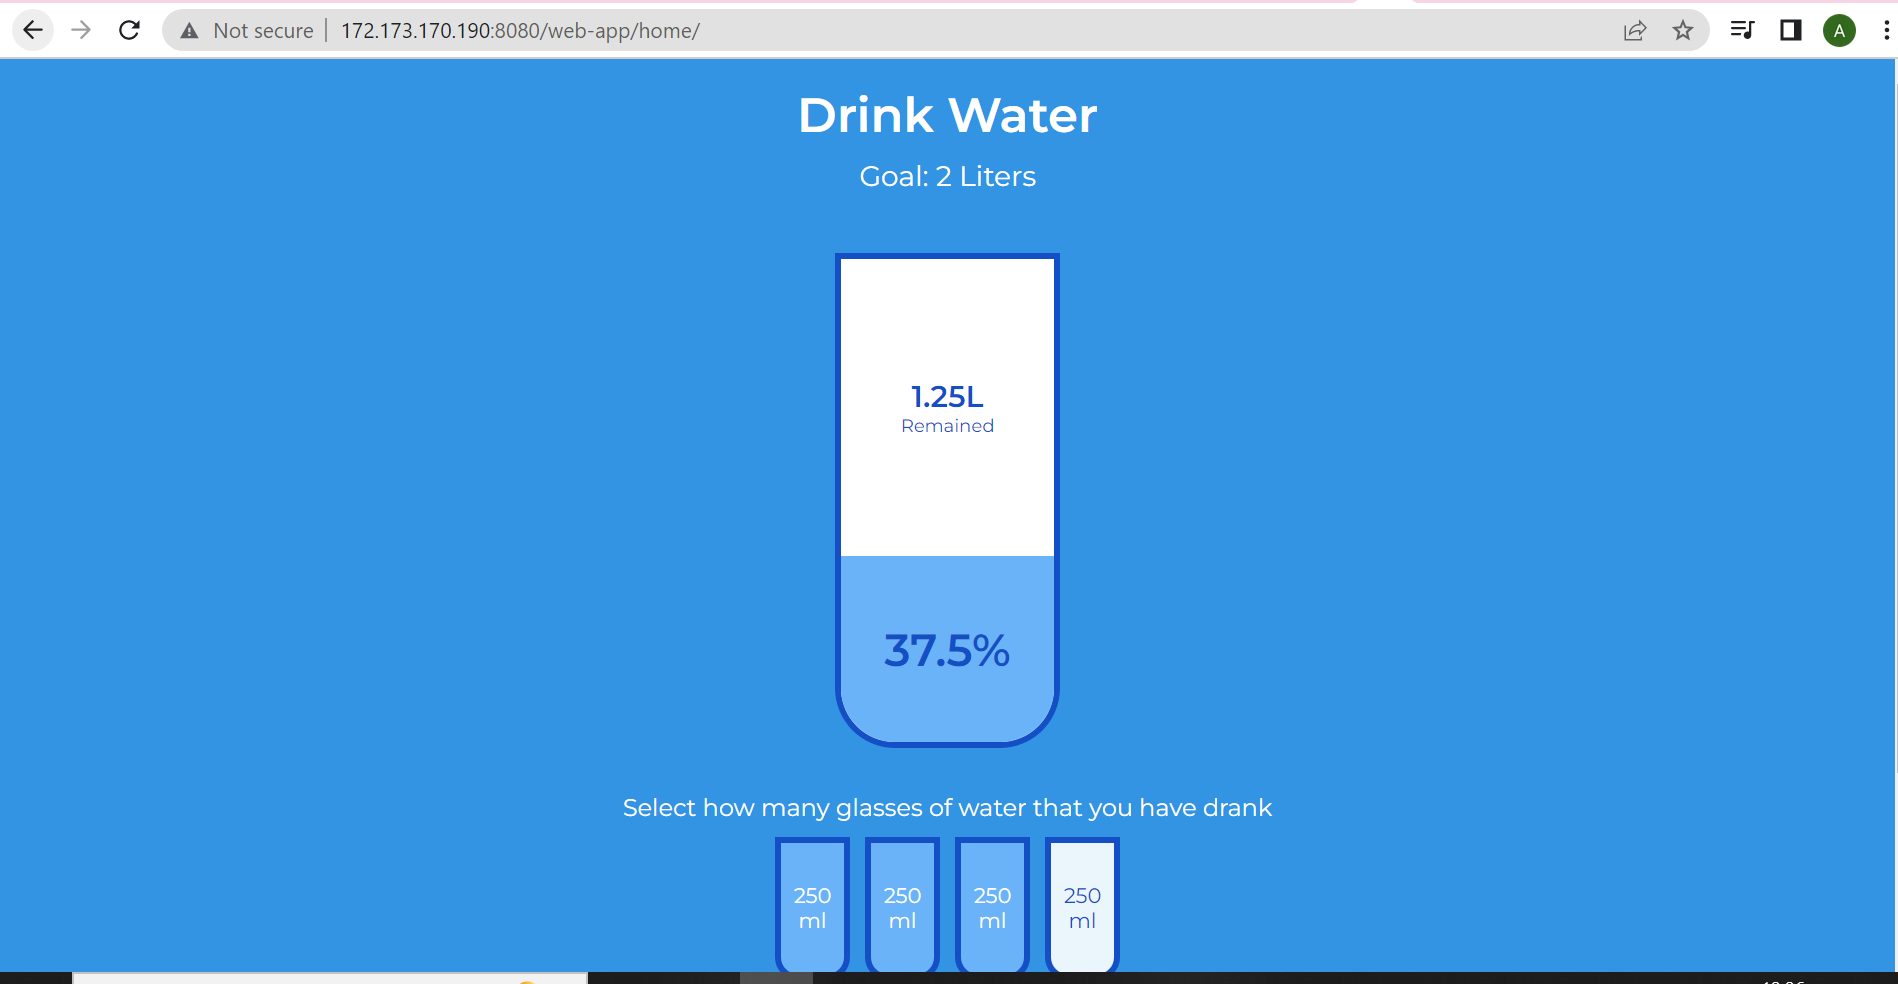 Not secure
172.173.170.190:8080/web-app/home/
A
Drink Water
Goal: 2 Liters
1.25L
Remained
37.5%
Select how many glasses of water that you have drank
250 250 250 250
ml ml ml ml